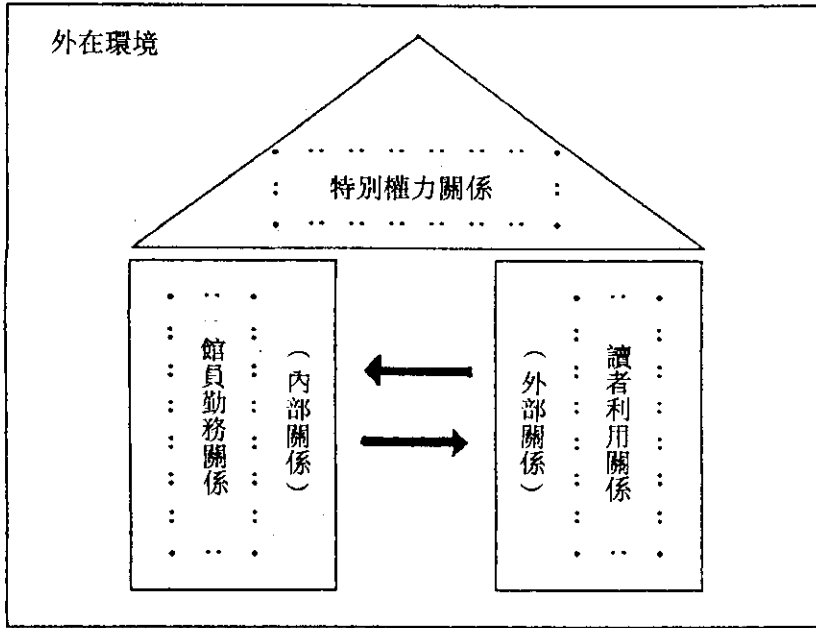 外在環境
特別權力關係
館員勤務關係
（內部關係）
（外部關係）
讀者利用關係